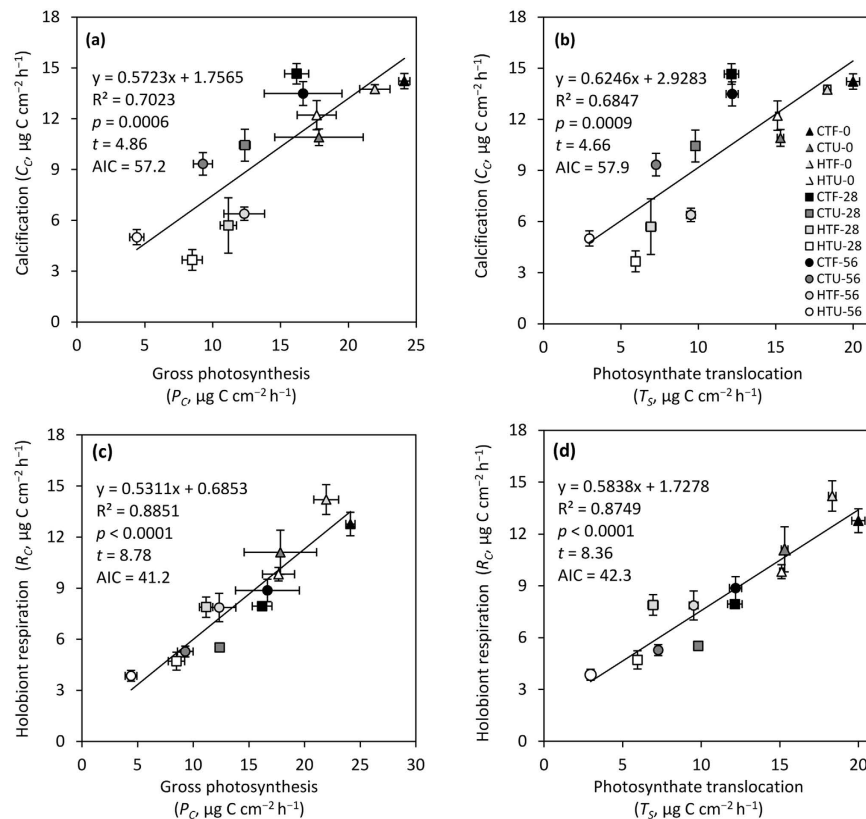 (a)
y = 0.5723x + 1.7565
R² = 0.7023
p = 0.0006
t = 4.86
AIC = 57.2
Calcification (C_C, µg C cm⁻² h⁻¹)
18
15
12
9
6
3
0
0 5 10 15 20 25
Gross photosynthesis
(P_C, µg C cm⁻² h⁻¹)
(b)
y = 0.6246x + 2.9283
R² = 0.6847
p = 0.0009
t = 4.66
AIC = 57.9
Calcification (C_C, µg C cm⁻² h⁻¹)
18
15
12
9
6
3
0
0 5 10 15 20
Photosynthate translocation
(T_S, µg C cm⁻² h⁻¹)
CTF-0
CTU-0
HTF-0
HTU-0
CTF-28
CTU-28
HTF-28
HTU-28
CTF-56
CTU-56
HTF-56
HTU-56
(c)
y = 0.5311x + 0.6853
R² = 0.8851
p < 0.0001
t = 8.78
AIC = 41.2
Holobiont respiration (R_C, µg C cm⁻² h⁻¹)
18
15
12
9
6
3
0
0 5 10 15 20 25 30
Gross photosynthesis
(P_C, µg C cm⁻² h⁻¹)
(d)
y = 0.5838x + 1.7278
R² = 0.8749
p < 0.0001
t = 8.36
AIC = 42.3
Holobiont respiration (R_C, µg C cm⁻² h⁻¹)
18
15
12
9
6
3
0
0 5 10 15 20
Photosynthate translocation
(T_S, µg C cm⁻² h⁻¹)